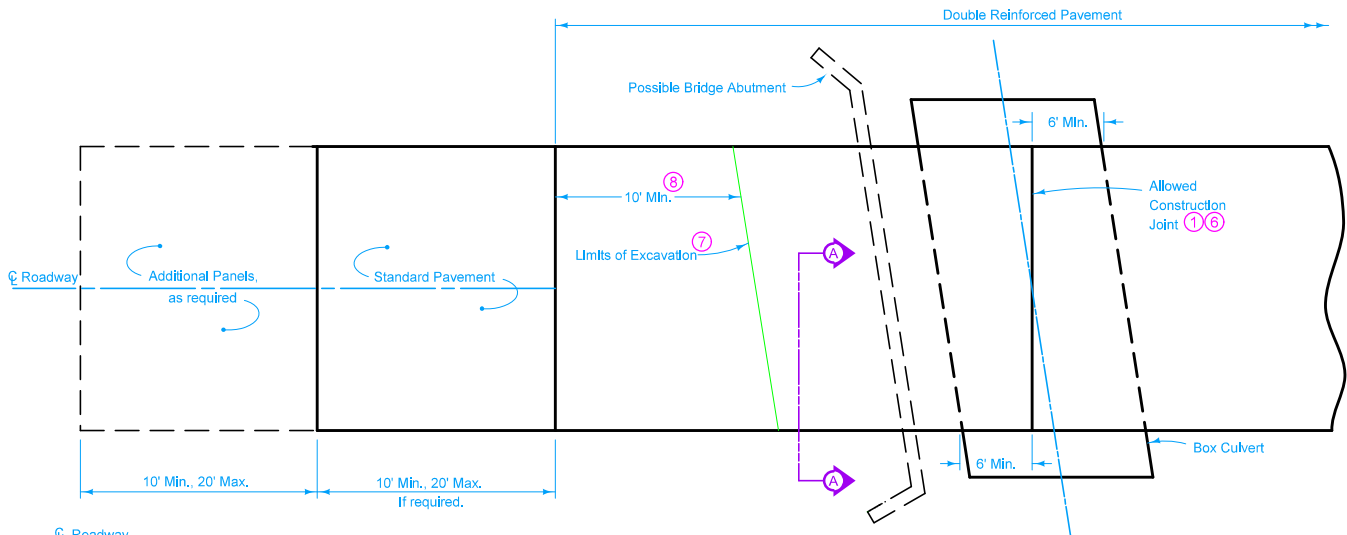 Double Reinforced Pavement
Possible Bridge Abutment
6' Min.
10' Min. 8
Allowed
Construction
Joint 1 6
Limits of Excavation 7
A
℄ Roadway
Additional Panels,
as required
Standard Pavement
Box Culvert
6' Min.
A
10' Min., 20' Max.
10' Min., 20' Max.
If required.
℄ Roadway